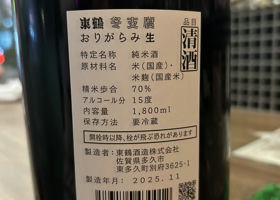 東鶴 冬支度
おりがらみ 生
品目
清酒
特定名称　純米酒
原材料名　米(国産)・
米麹(国産米)
精米歩合　70%
アルコール分　15度
内容量　1,800ml
保存方法　要冷蔵
開栓時以降、栓が飛ぶ恐れがあります
製造者：東鶴酒造株式会社
佐賀県多久市
東多久町別府3625-1
製造年月：2025.11